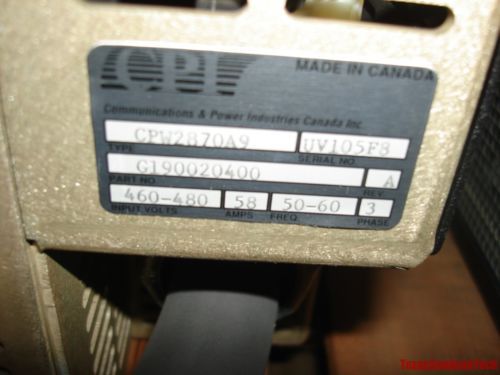 CPI MADE IN CANADA
Communications & Power Industries Canada Inc.
CPW2870A9 UV105F8
TYPE SERIAL NO.
G190020400 A
PART NO. REV
460-480 58 50-60 3
INPUT VOLTS AMPS FREQ. PHASE